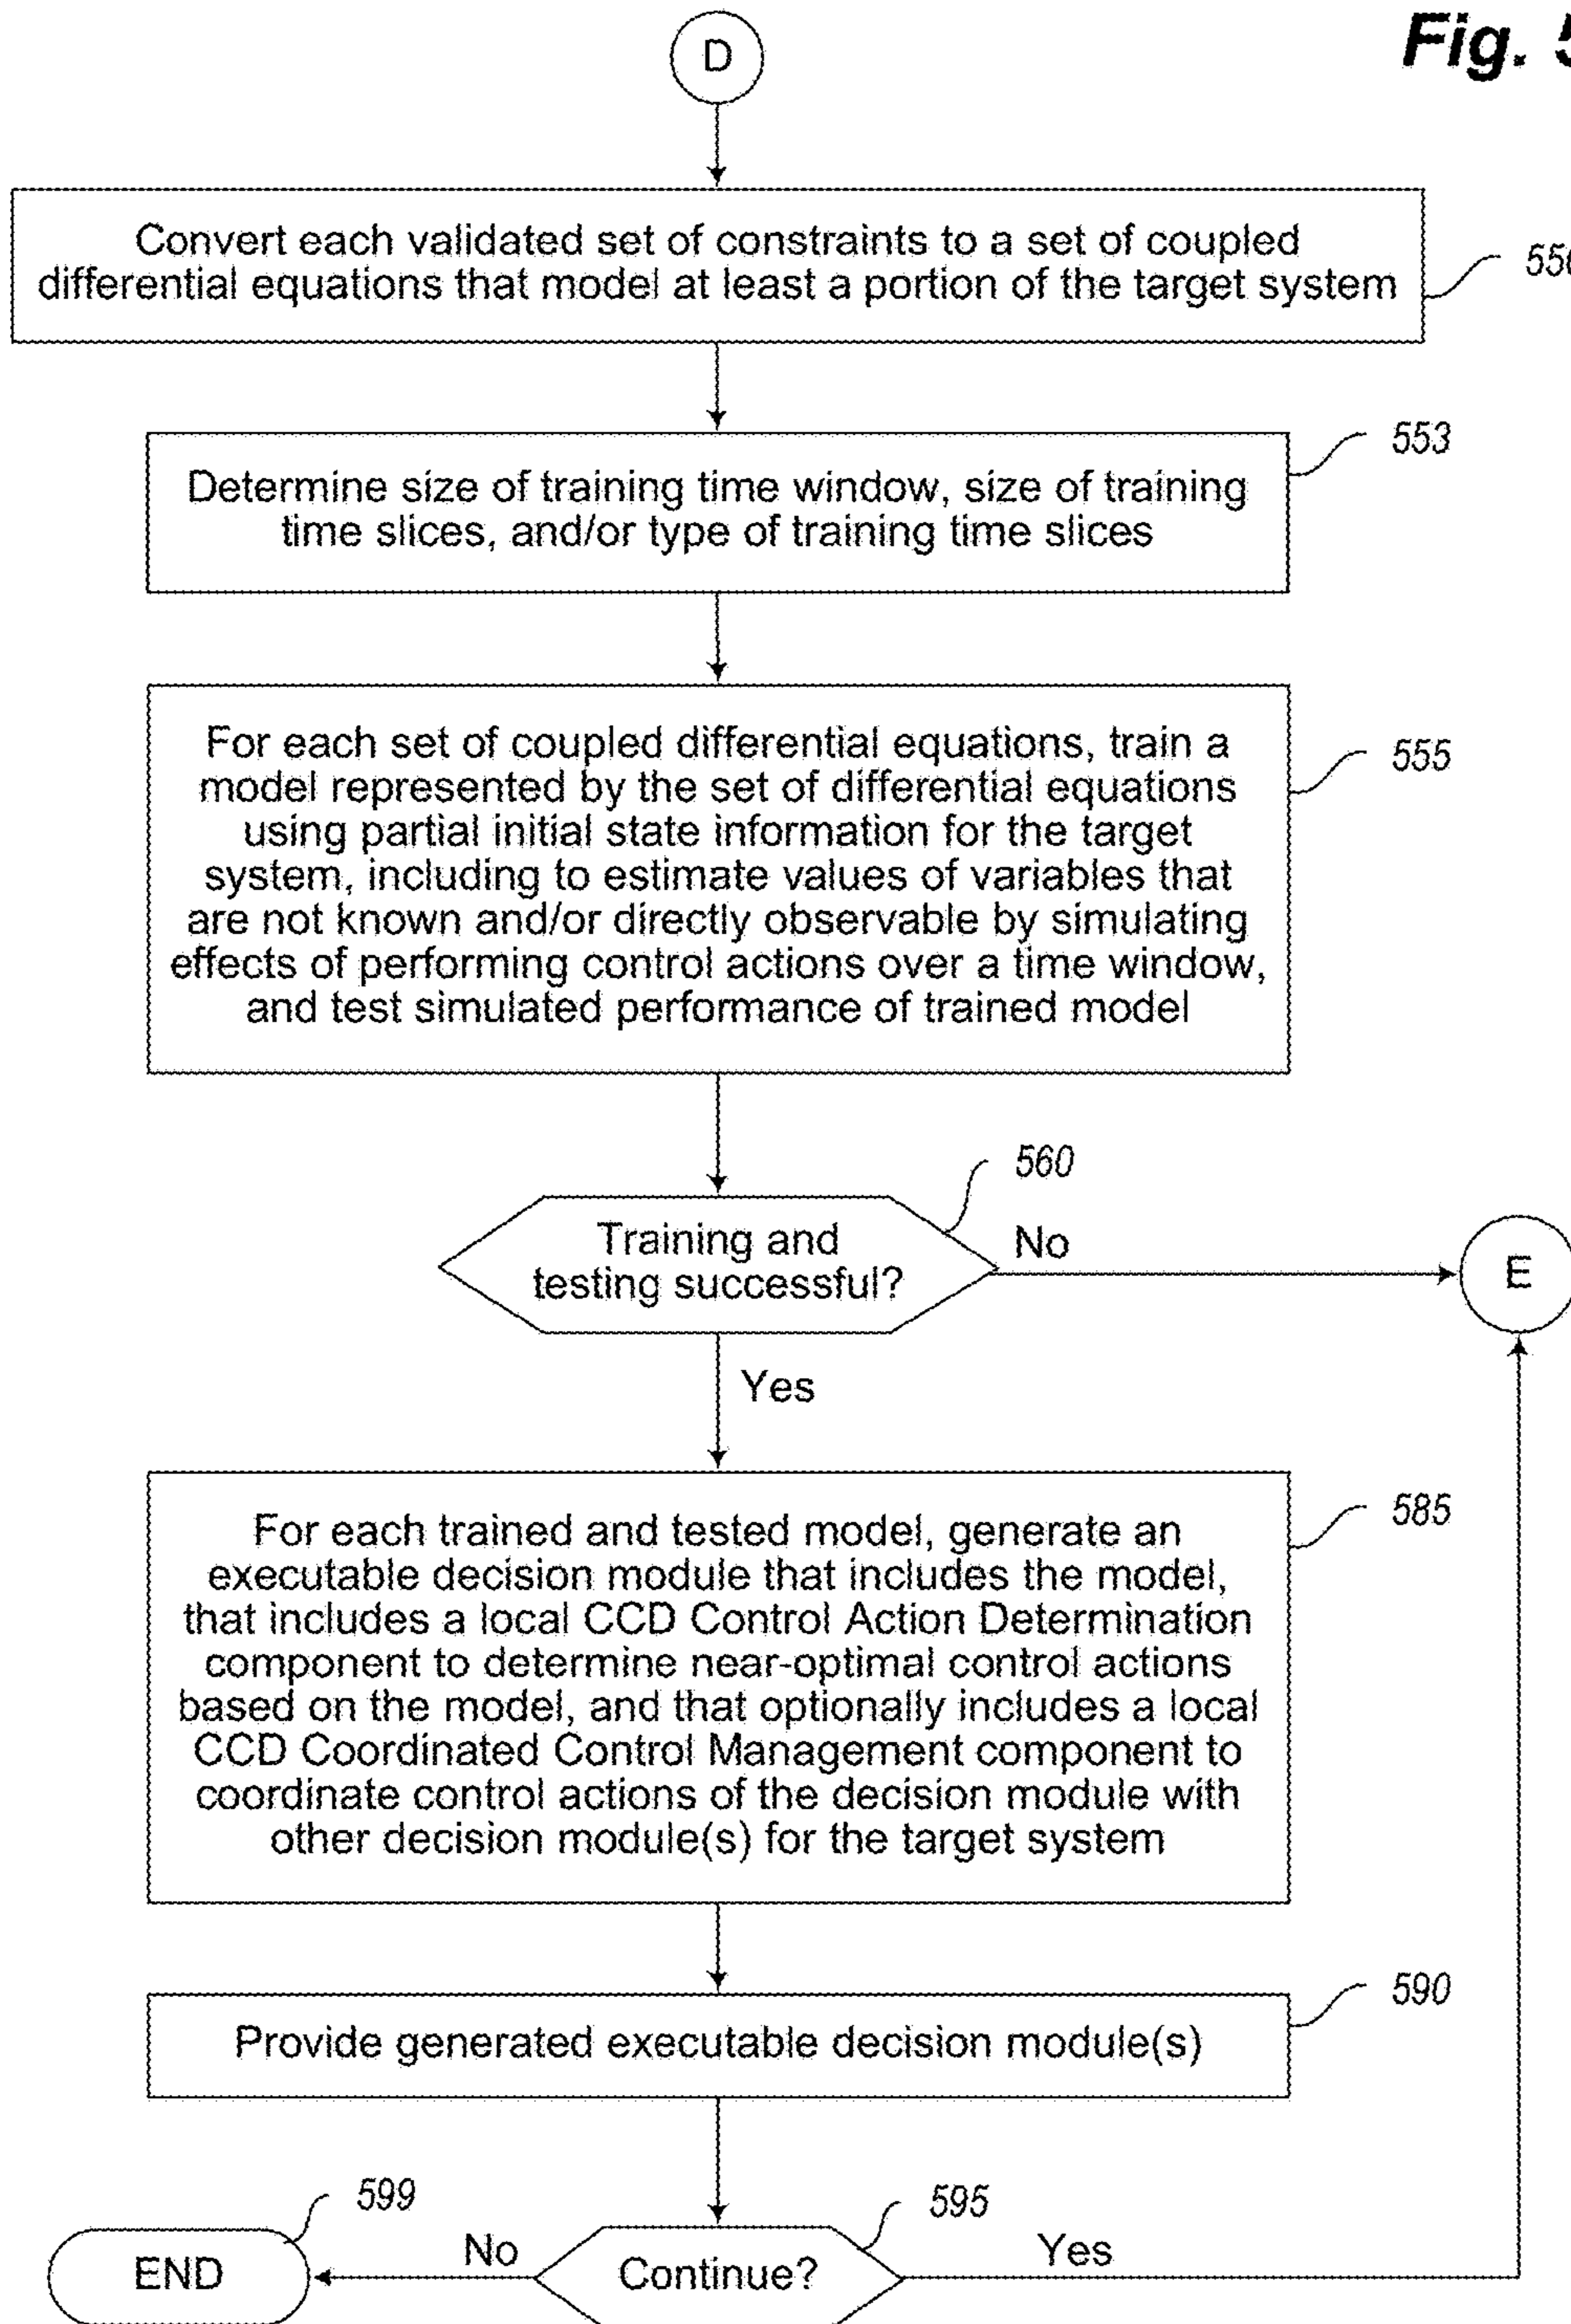 Fig. 5
D
Convert each validated set of constraints to a set of coupled
differential equations that model at least a portion of the target system
553
Determine size of training time window, size of training
time slices, and/or type of training time slices
555
For each set of coupled differential equations, train a
model represented by the set of differential equations
using partial initial state information for the target
system, including to estimate values of variables that
are not known and/or directly observable by simulating
effects of performing control actions over a time window,
and test simulated performance of trained model
560
Training and
testing successful?
No
E
Yes
585
For each trained and tested model, generate an
executable decision module that includes the model,
that includes a local CCD Control Action Determination
component to determine near-optimal control actions
based on the model, and that optionally includes a local
CCD Coordinated Control Management component to
coordinate control actions of the decision module with
other decision module(s) for the target system
590
Provide generated executable decision module(s)
599
595
END
No
Continue?
Yes